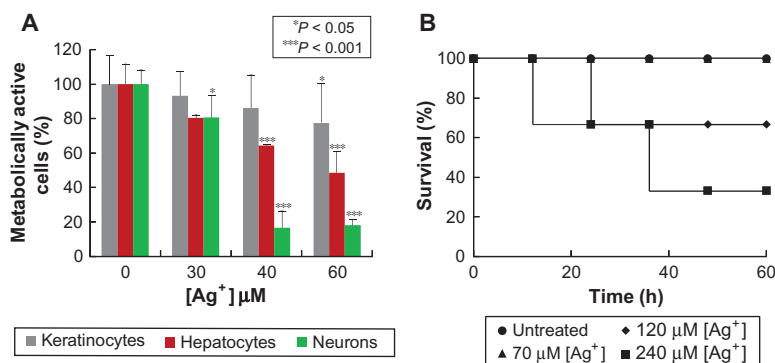 A
*P < 0.05
***P < 0.001
Metabolically active
cells (%)
120
100
80
60
40
20
0
*
***
***
*
***
***
0 30 40 60
[Ag+] μM
Keratinocytes Hepatocytes Neurons
B
Survival (%)
100
80
60
40
20
0
0 20 40 60
Time (h)
Untreated 120 μM [Ag+]
70 μM [Ag+] 240 μM [Ag+]